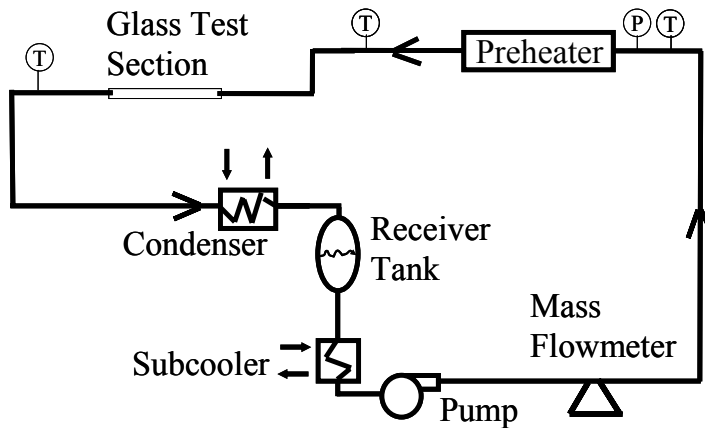 Glass Test
Section
T
T
P
T
Preheater
Condenser
Receiver
Tank
Mass
Flowmeter
Subcooler
Pump